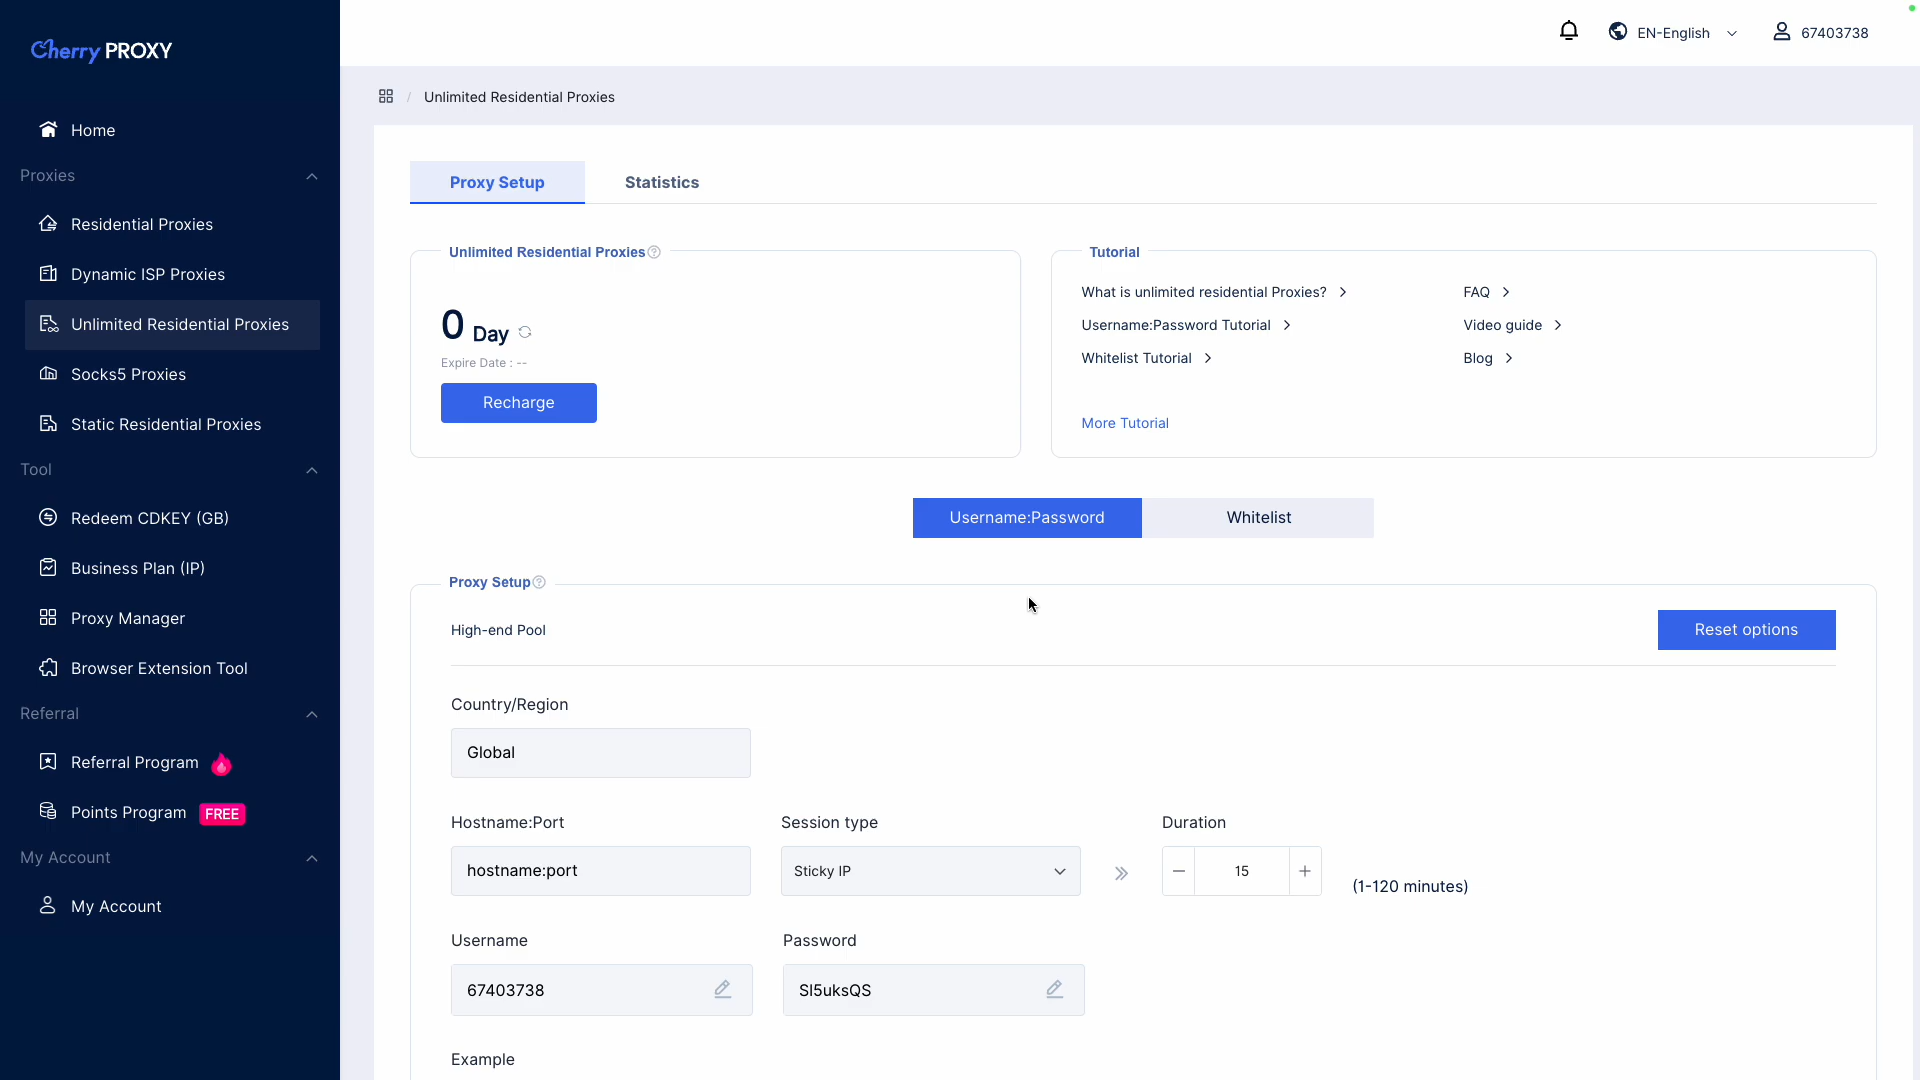 Cherry PROXY
EN-English
67403738
Home
Proxies
Residential Proxies
Dynamic ISP Proxies
Unlimited Residential Proxies
Socks5 Proxies
Static Residential Proxies
Tool
Redeem CDKEY (GB)
Business Plan (IP)
Proxy Manager
Browser Extension Tool
Referral
Referral Program
Points Program FREE
My Account
My Account
/ Unlimited Residential Proxies
Proxy Setup
Statistics
Unlimited Residential Proxies
0 Day
Expire Date : --
Recharge
Tutorial
What is unlimited residential Proxies?
Username:Password Tutorial
Whitelist Tutorial
FAQ
Video guide
Blog
More Tutorial
Username:Password
Whitelist
Proxy Setup
High-end Pool
Reset options
Country/Region
Global
Hostname:Port
Session type
Duration
hostname:port
Sticky IP
15
(1-120 minutes)
Username
Password
67403738
SI5uksQS
Example